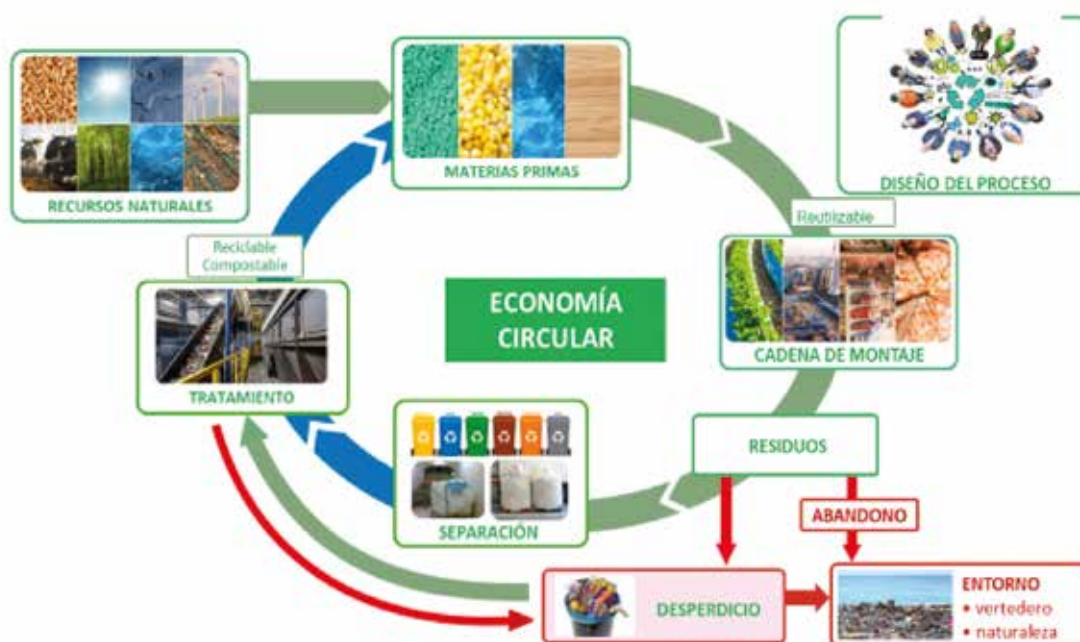 RECURSOS NATURALES
MATERIAS PRIMAS
DISEÑO DEL PROCESO
Reutilizable
Reciclable
Compostable
ECONOMÍA
CIRCULAR
CADENA DE MONTAJE
TRATAMIENTO
RESIDUOS
SEPARACIÓN
ABANDONO
DESPERDICIO
ENTORNO
• vertedero
• naturaleza